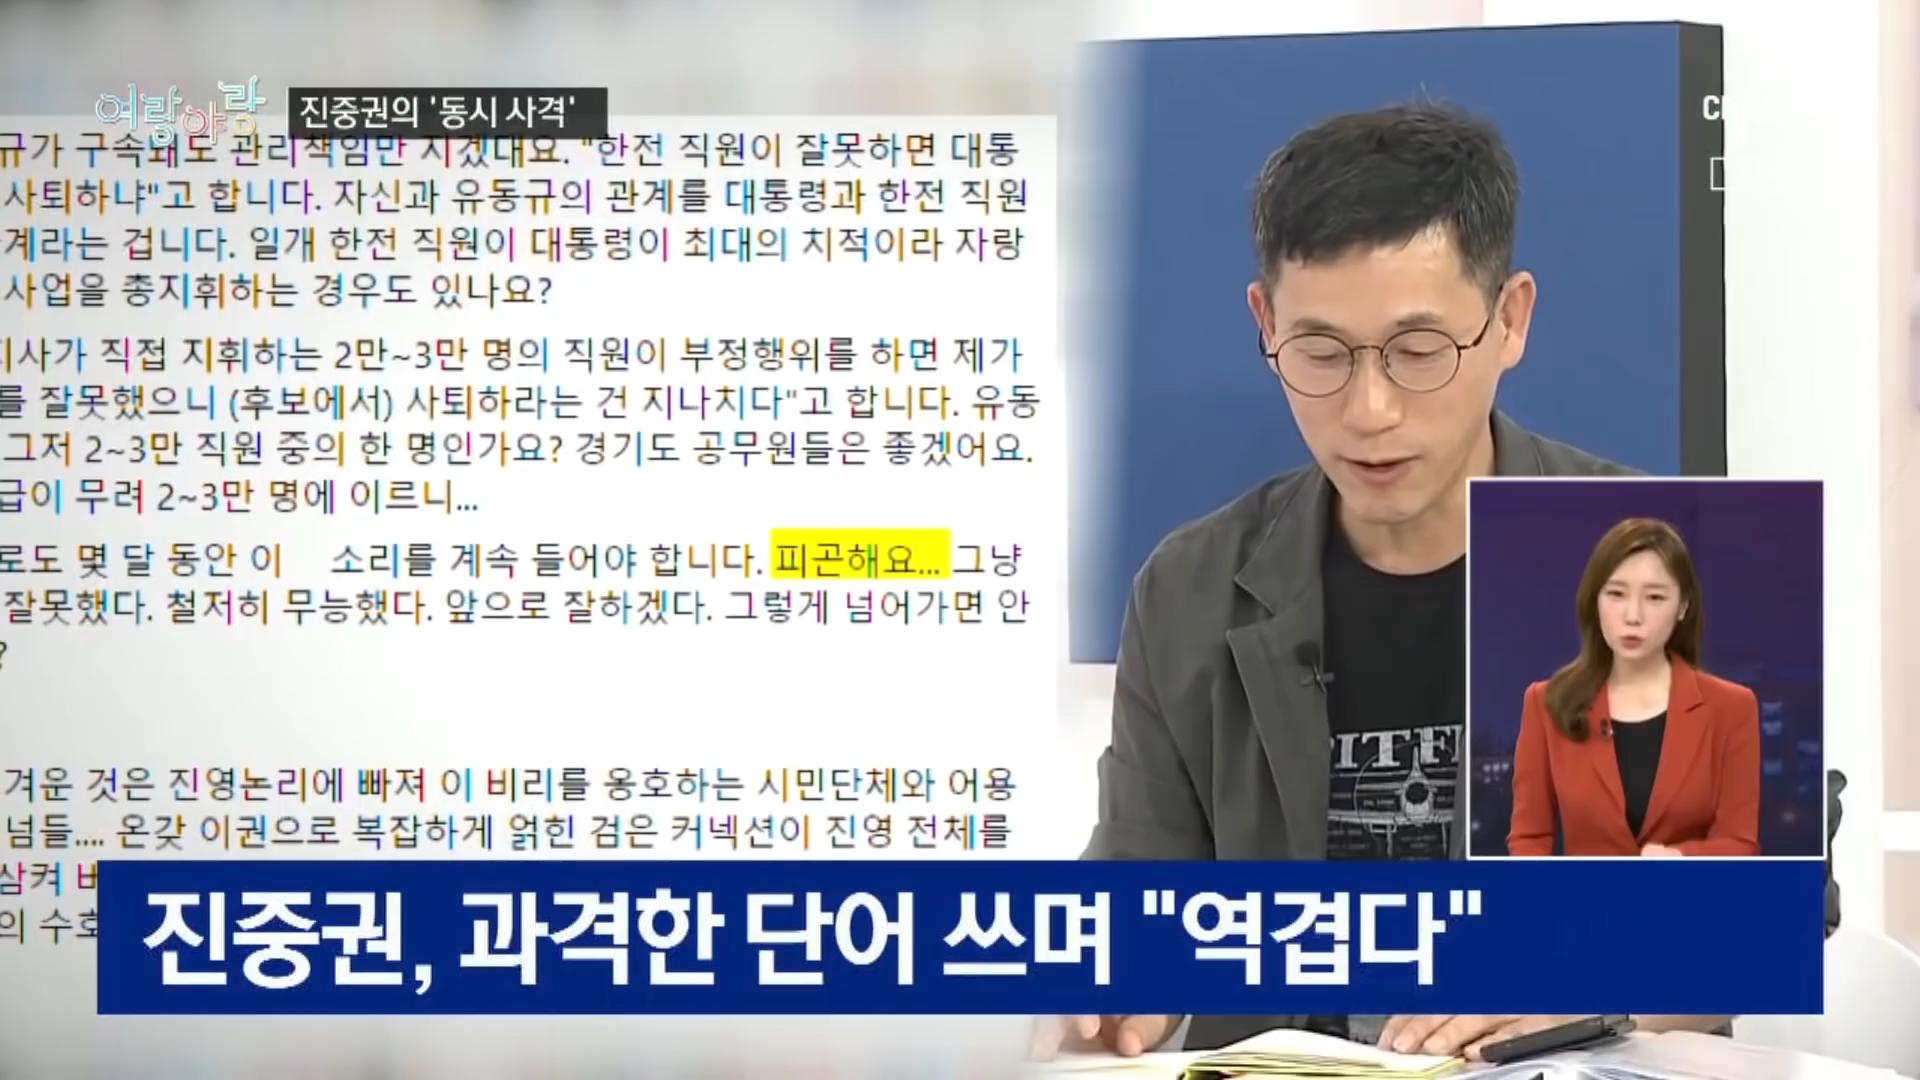 여랑야랑
진중권의 '동시 사격'
규가 구속돼도 관리책임만 지겠대요. "한전 직원이 잘못하면 대통
사퇴하냐"고 합니다. 자신과 유동규의 관계를 대통령과 한전 직원
계라는 겁니다. 일개 한전 직원이 대통령이 최대의 치적이라 자랑
사업을 총지휘하는 경우도 있나요?
지사가 직접 지휘하는 2만~3만 명의 직원이 부정행위를 하면 제가
를 잘못했으니 (후보에서) 사퇴하라는 건 지나치다"고 합니다. 유동
그저 2~3만 직원 중의 한 명인가요? 경기도 공무원들은 좋겠어요.
급이 무려 2~3만 명에 이르니...
로도 몇 달 동안 이 소리를 계속 들어야 합니다. 피곤해요... 그냥
잘못했다. 철저히 무능했다. 앞으로 잘하겠다. 그렇게 넘어가면 안
?
겨운 것은 진영논리에 빠져 이 비리를 옹호하는 시민단체와 어용
넘들.... 온갖 이권으로 복잡하게 얽힌 검은 커넥션이 진영 전체를
삼켜
의 수호
ITF
진중권, 과격한 단어 쓰며 "역겹다"